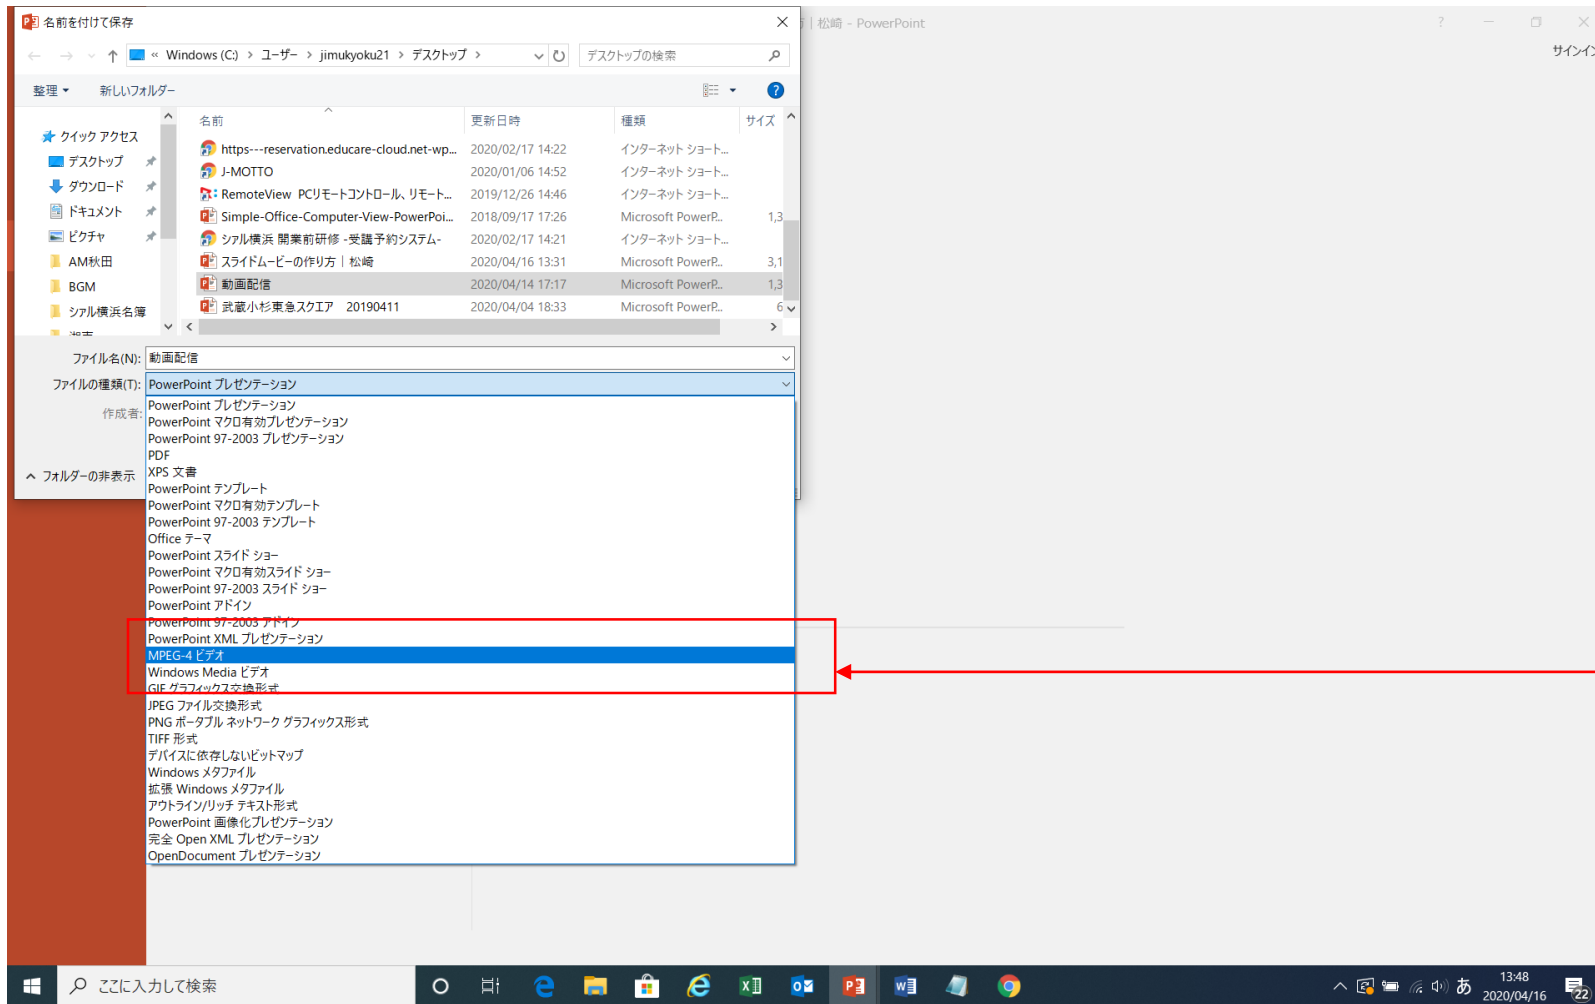 名前を付けて保存
｜松崎 - PowerPoint
サインイン
« Windows (C:) › ユーザー › jimukyoku21 › デスクトップ ›
デスクトップの検索
整理
新しいフォルダー
名前 更新日時 種類 サイズ
クイック アクセス
デスクトップ
ダウンロード
ドキュメント
ピクチャ
AM秋田
BGM
シァル横浜名簿
https---reservation.educare-cloud.net-wp... 2020/02/17 14:22 インターネット ショート...
J-MOTTO 2020/01/06 14:52 インターネット ショート...
RemoteView PCリモートコントロール、リモート... 2019/12/26 14:46 インターネット ショート...
Simple-Office-Computer-View-PowerPoi... 2018/09/17 17:26 Microsoft PowerP... 1,3
シァル横浜 開業前研修 -受講予約システム- 2020/02/17 14:21 インターネット ショート...
スライドムービーの作り方｜松崎 2020/04/16 13:31 Microsoft PowerP... 3,1
動画配信 2020/04/14 17:17 Microsoft PowerP... 1,3
武蔵小杉東急スクエア 20190411 2020/04/04 18:33 Microsoft PowerP... 6
ファイル名(N): 動画配信
ファイルの種類(T): PowerPoint プレゼンテーション
作成者:
フォルダーの非表示
PowerPoint プレゼンテーション
PowerPoint マクロ有効プレゼンテーション
PowerPoint 97-2003 プレゼンテーション
PDF
XPS 文書
PowerPoint テンプレート
PowerPoint マクロ有効テンプレート
PowerPoint 97-2003 テンプレート
Office テーマ
PowerPoint スライド ショー
PowerPoint マクロ有効スライド ショー
PowerPoint 97-2003 スライド ショー
PowerPoint アドイン
PowerPoint 97-2003 アドイン
PowerPoint XML プレゼンテーション
MPEG-4 ビデオ
Windows Media ビデオ
GIF グラフィックス交換形式
JPEG ファイル交換形式
PNG ポータブル ネットワーク グラフィックス形式
TIFF 形式
デバイスに依存しないビットマップ
Windows メタファイル
拡張 Windows メタファイル
アウトライン/リッチ テキスト形式
PowerPoint 画像化プレゼンテーション
完全 Open XML プレゼンテーション
OpenDocument プレゼンテーション
ここに入力して検索
あ
13:48
2020/04/16
22